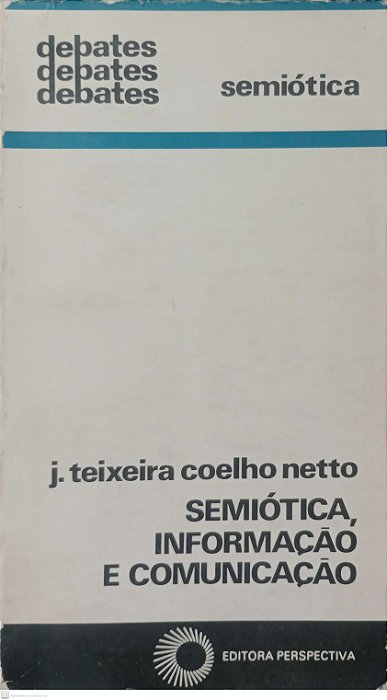 debates
debates semiótica
debates
j. teixeira coelho netto
SEMIÓTICA,
INFORMAÇÃO
E COMUNICAÇÃO
EDITORA PERSPECTIVA